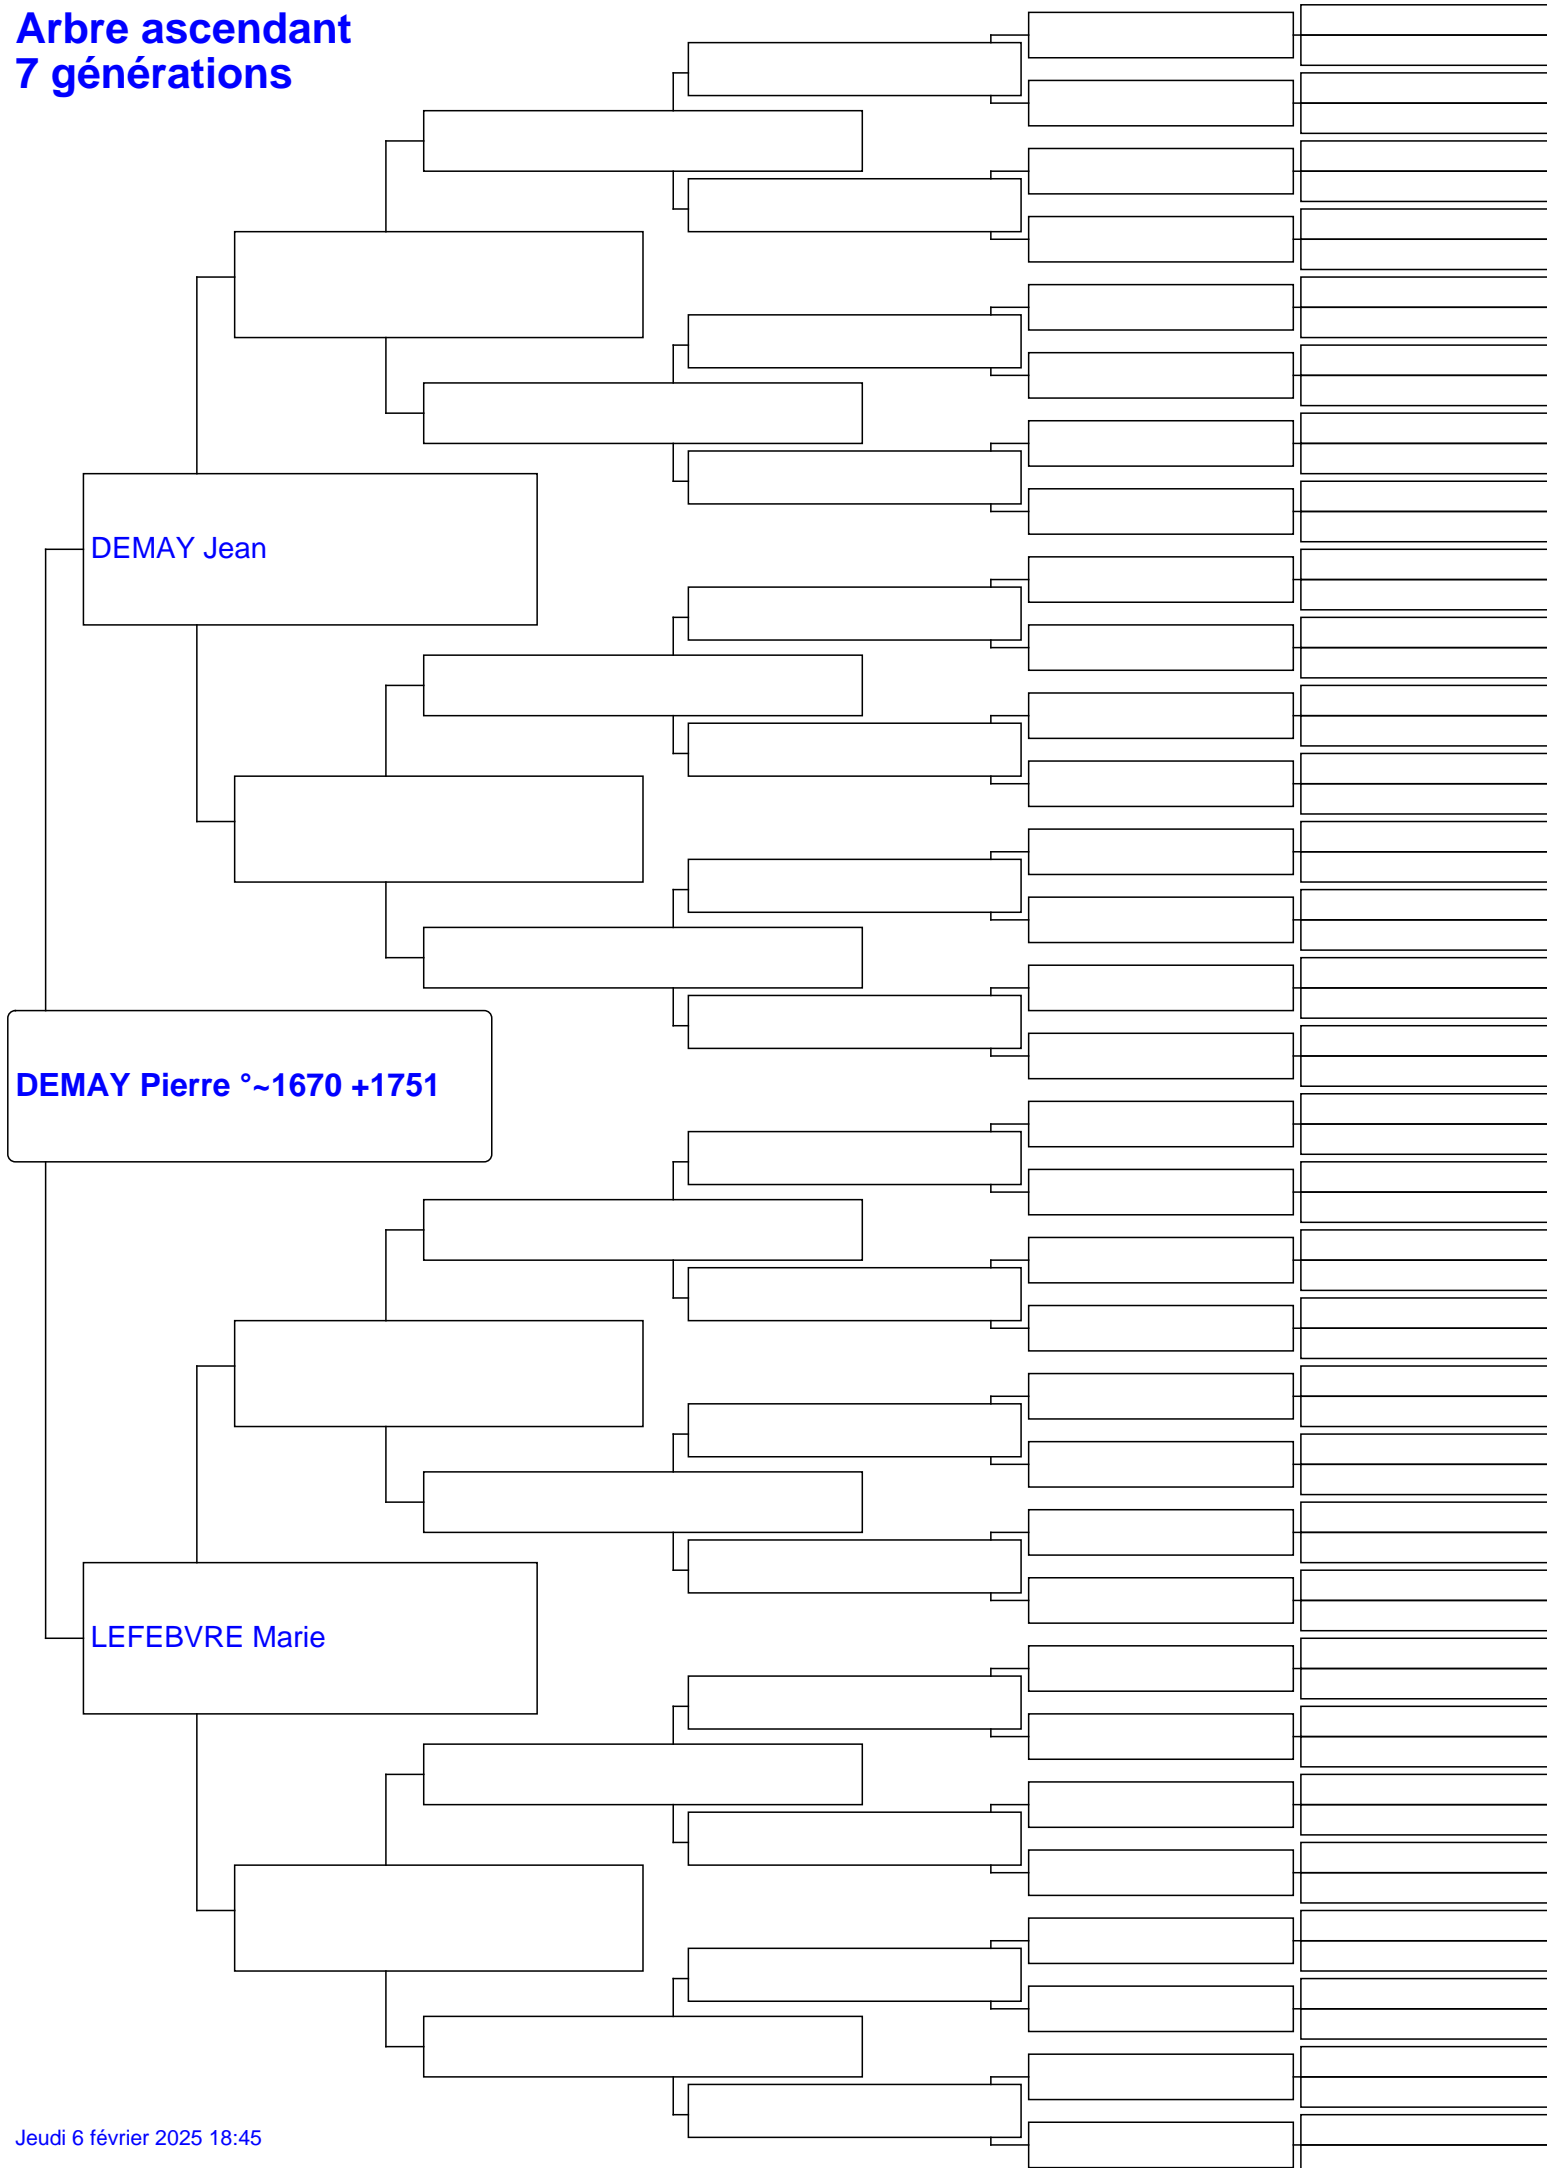 Arbre ascendant
7 générations
DEMAY Jean
DEMAY Pierre °~1670 +1751
LEFEBVRE Marie
Jeudi 6 février 2025 18:45